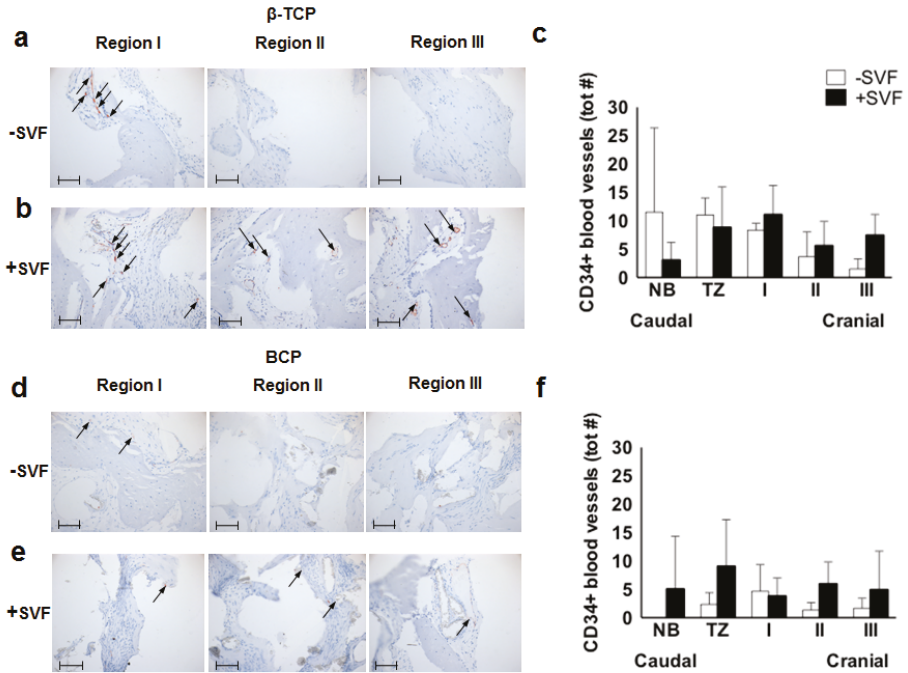 β-TCP
a
Region I Region II Region III
-SVF
b
+SVF
c
-SVF
+SVF
CD34+ blood vessels (tot #)
30
25
20
15
10
5
0
NB TZ I II III
Caudal Cranial
BCP
d
Region I Region II Region III
-SVF
e
+SVF
f
CD34+ blood vessels (tot #)
30
25
20
15
10
5
0
NB TZ I II III
Caudal Cranial